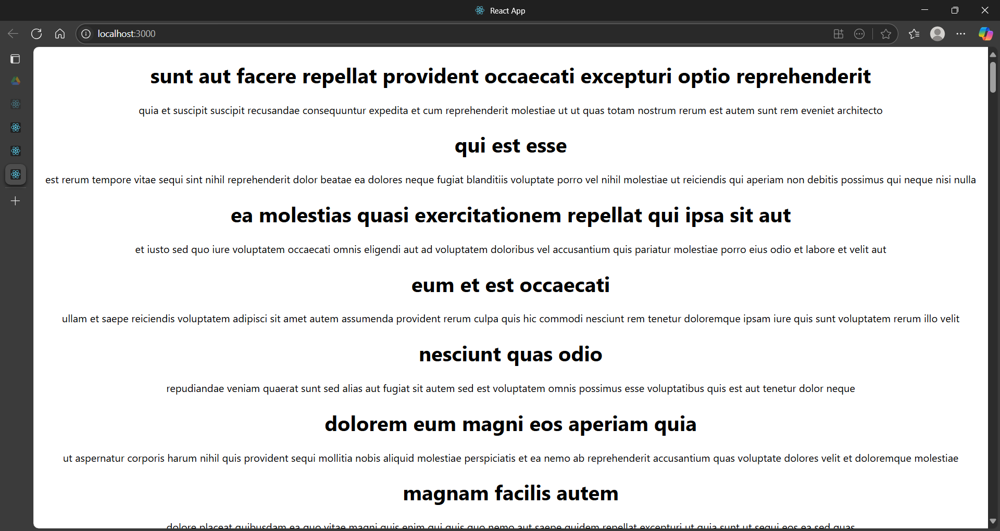 React App
localhost:3000
sunt aut facere repellat provident occaecati excepturi optio reprehenderit
quia et suscipit suscipit recusandae consequuntur expedita et cum reprehenderit molestiae ut ut quas totam nostrum rerum est autem sunt rem eveniet architecto
qui est esse
est rerum tempore vitae sequi sint nihil reprehenderit dolor beatae ea dolores neque fugiat blanditiis voluptate porro vel nihil molestiae ut reiciendis qui aperiam non debitis possimus qui neque nisi nulla
ea molestias quasi exercitationem repellat qui ipsa sit aut
et iusto sed quo iure voluptatem occaecati omnis eligendi aut ad voluptatem doloribus vel accusantium quis pariatur molestiae porro eius odio et labore et velit aut
eum et est occaecati
ullam et saepe reiciendis voluptatem adipisci sit amet autem assumenda provident rerum culpa quis hic commodi nesciunt rem tenetur doloremque ipsam iure quis sunt voluptatem rerum illo velit
nesciunt quas odio
repudiandae veniam quaerat sunt sed alias aut fugiat sit autem sed est voluptatem omnis possimus esse voluptatibus quis est aut tenetur dolor neque
dolorem eum magni eos aperiam quia
ut aspernatur corporis harum nihil quis provident sequi mollitia nobis aliquid molestiae perspiciatis et ea nemo ab reprehenderit accusantium quas voluptate dolores velit et doloremque molestiae
magnam facilis autem
dolore placeat quibusdam ea quo vitae magni quis enim qui quis quo nemo aut saepe quidem repellat excepturi ut quia sunt ut sequi eos ea sed quas